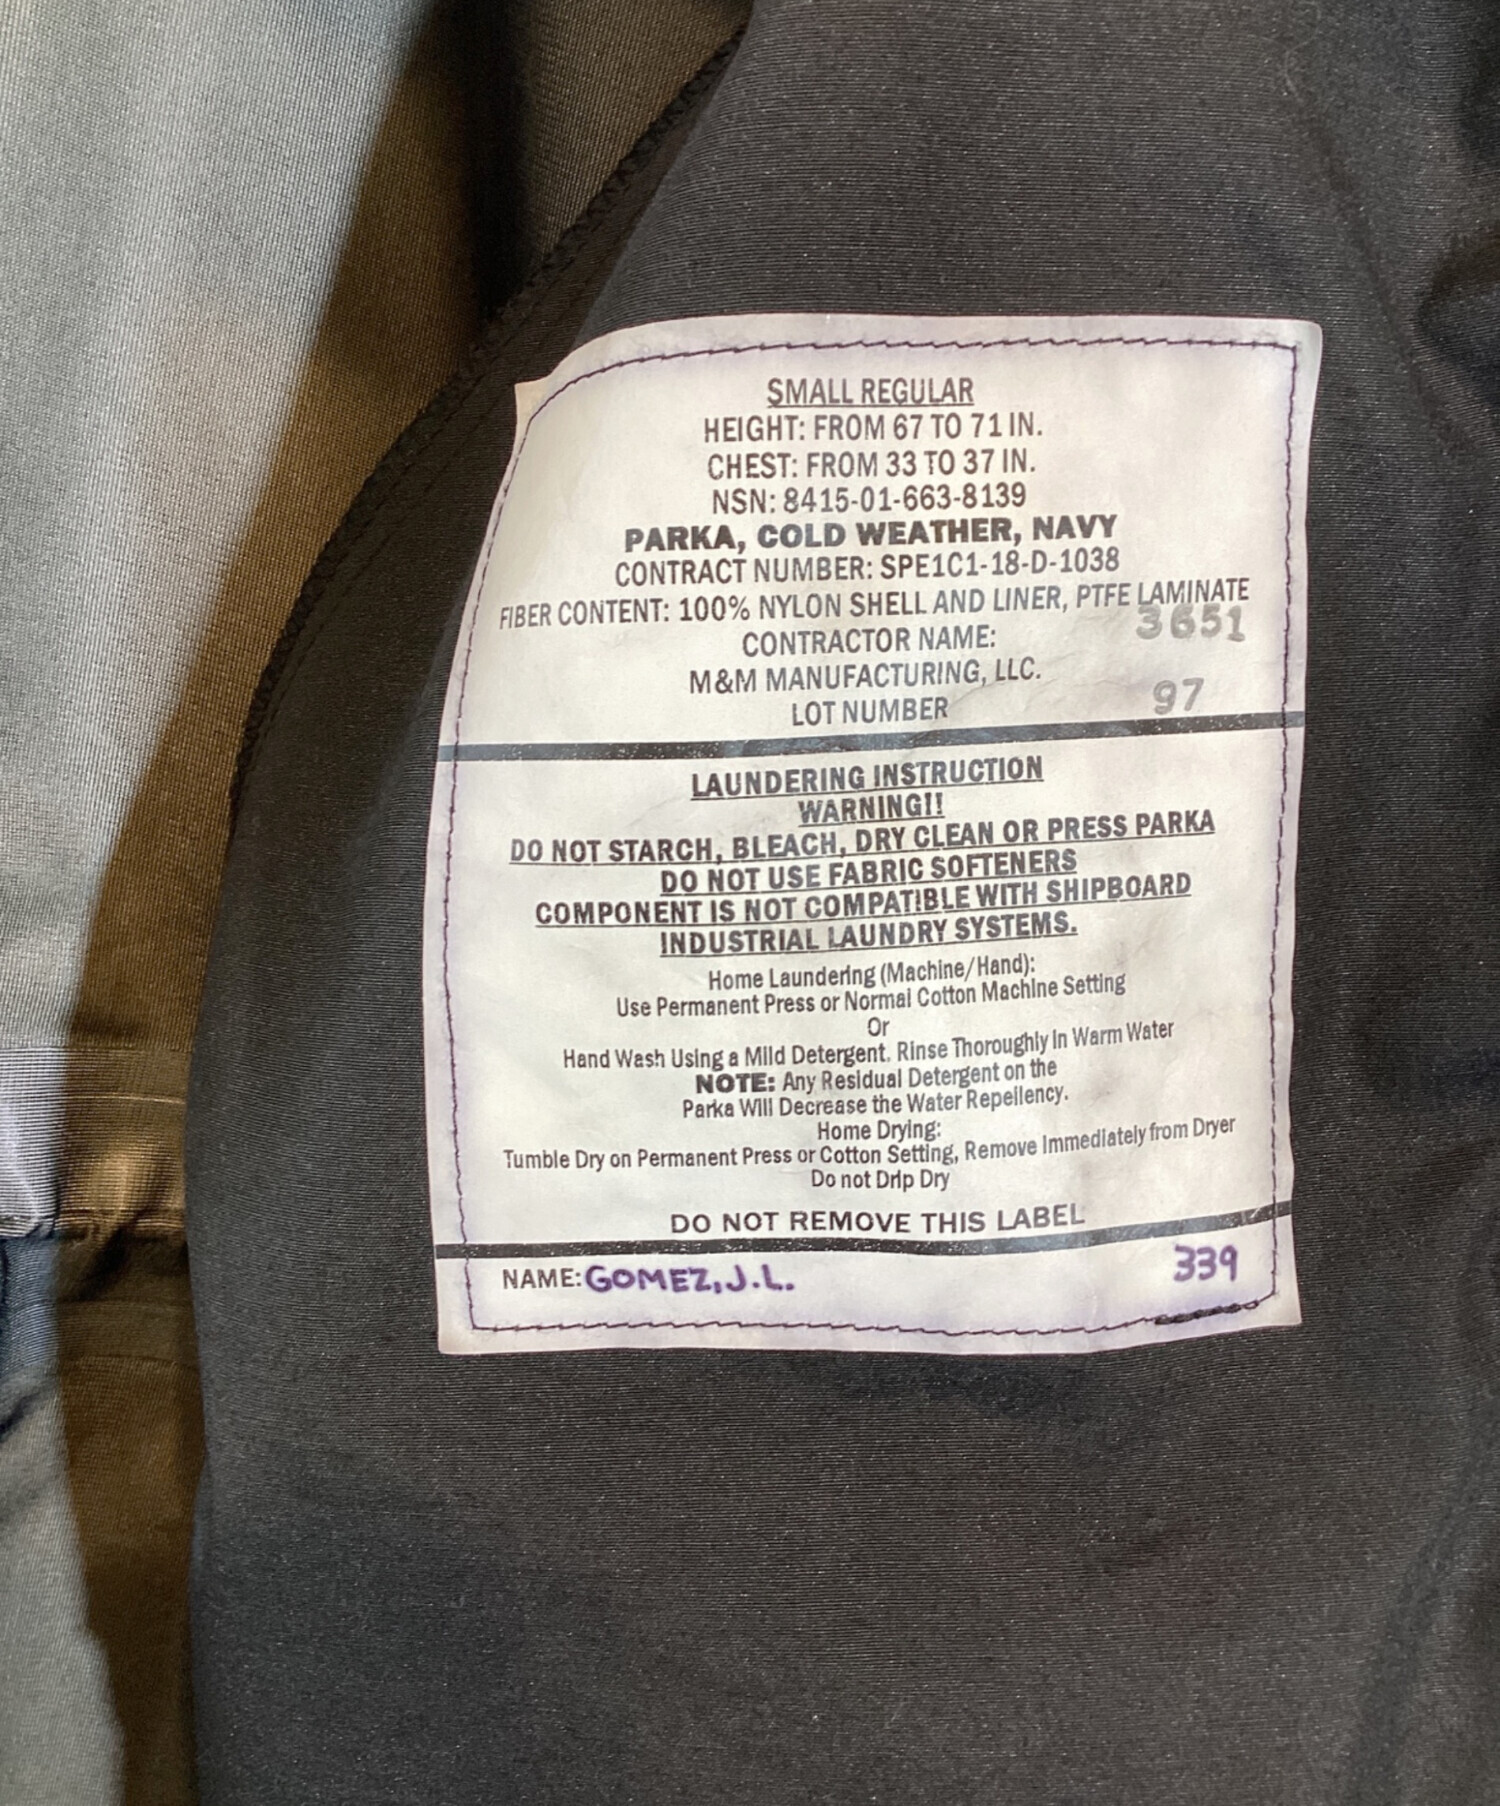 SMALL REGULAR
HEIGHT: FROM 67 TO 71 IN.
CHEST: FROM 33 TO 37 IN.
NSN: 8415-01-663-8139
PARKA, COLD WEATHER, NAVY
CONTRACT NUMBER: SPE1C1-18-D-1038
FIBER CONTENT: 100% NYLON SHELL AND LINER, PTFE LAMINATE
3651
CONTRACTOR NAME:
M&M MANUFACTURING, LLC.
LOT NUMBER 97
LAUNDERING INSTRUCTION
WARNING!!
DO NOT STARCH, BLEACH, DRY CLEAN OR PRESS PARKA
DO NOT USE FABRIC SOFTENERS
COMPONENT IS NOT COMPATIBLE WITH SHIPBOARD
INDUSTRIAL LAUNDRY SYSTEMS.
Home Laundering (Machine/Hand):
Use Permanent Press or Normal Cotton Machine Setting
Or
Hand Wash Using a Mild Detergent. Rinse Thoroughly In Warm Water
NOTE: Any Residual Detergent on the
Parka Will Decrease the Water Repellency.
Home Drying:
Tumble Dry on Permanent Press or Cotton Setting, Remove Immediately from Dryer
Do not Drip Dry
DO NOT REMOVE THIS LABEL
NAME: GOMEZ, J.L. 339